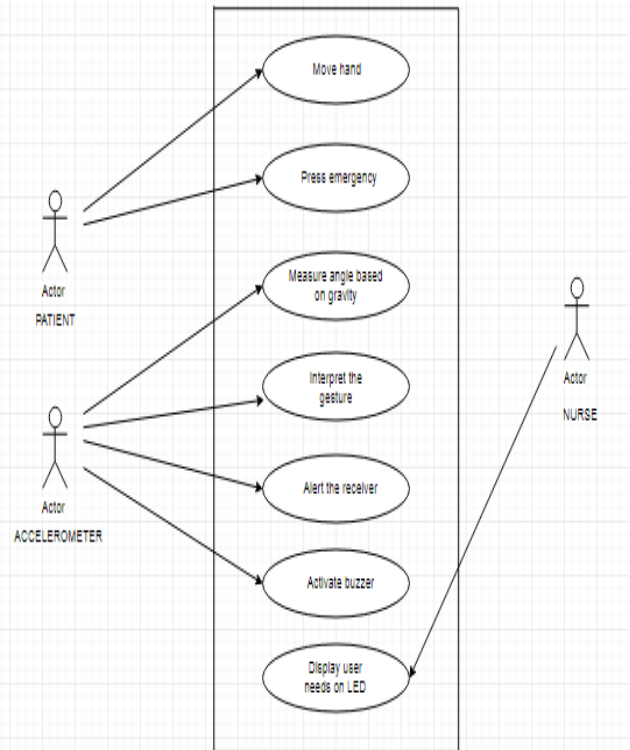 Move hand
Press emergency
Actor
PATIENT
Measure angle based
on gravity
Interpret the
gesture
Actor
NURSE
Alert the receiver
Actor
ACCELEROMETER
Activate buzzer
Display user
needs on LED